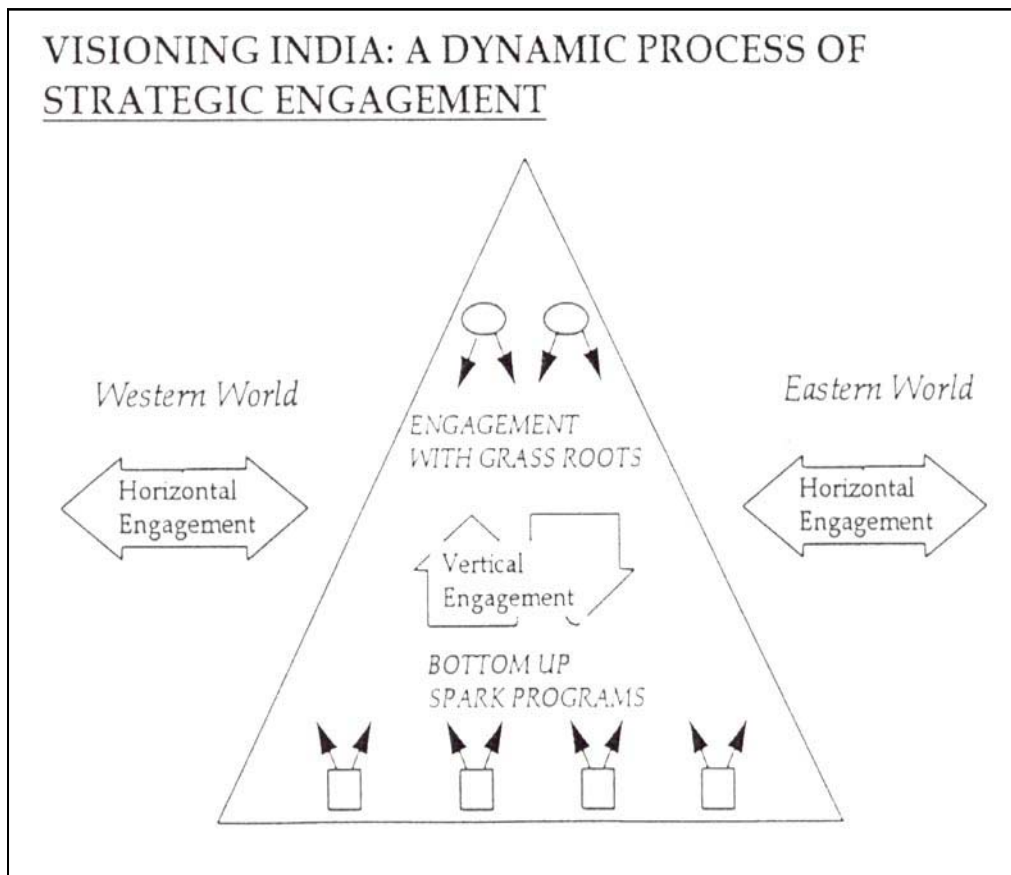 VISIONING INDIA: A DYNAMIC PROCESS OF
STRATEGIC ENGAGEMENT
Western World
Eastern World
ENGAGEMENT
WITH GRASS ROOTS
Horizontal
Engagement
Horizontal
Engagement
Vertical
Engagement
BOTTOM UP
SPARK PROGRAMS